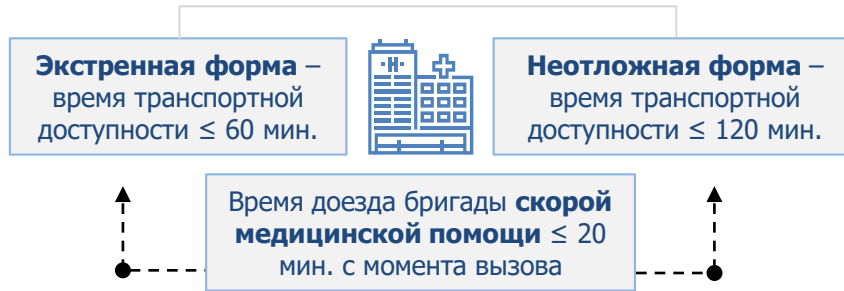 Экстренная форма –
время транспортной
доступности ≤ 60 мин.
·H·
Неотложная форма –
время транспортной
доступности ≤ 120 мин.
Время доезда бригады скорой
медицинской помощи ≤ 20
мин. с момента вызова